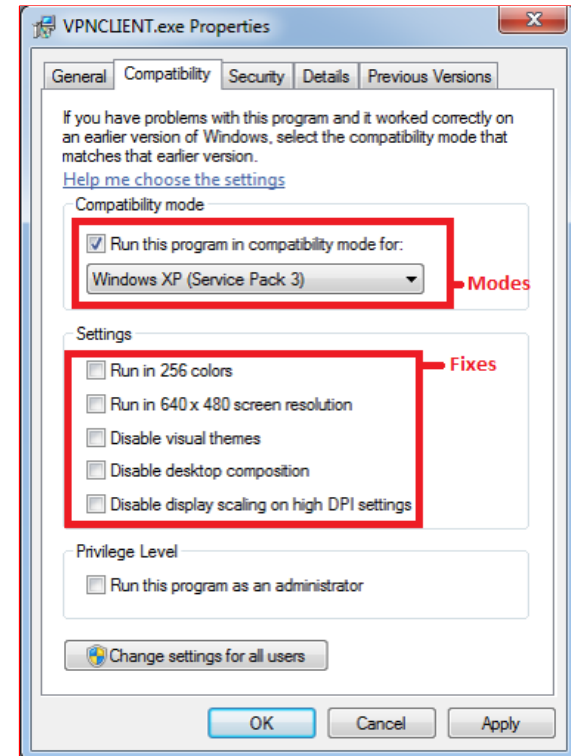 VPNCLIENT.exe Properties
General Compatibility Security Details Previous Versions
If you have problems with this program and it worked correctly on
an earlier version of Windows, select the compatibility mode that
matches that earlier version.
Help me choose the settings
Compatibility mode
Run this program in compatibility mode for:
Windows XP (Service Pack 3)
Modes
Settings
Fixes
Run in 256 colors
Run in 640 x 480 screen resolution
Disable visual themes
Disable desktop composition
Disable display scaling on high DPI settings
Privilege Level
Run this program as an administrator
Change settings for all users
OK Cancel Apply